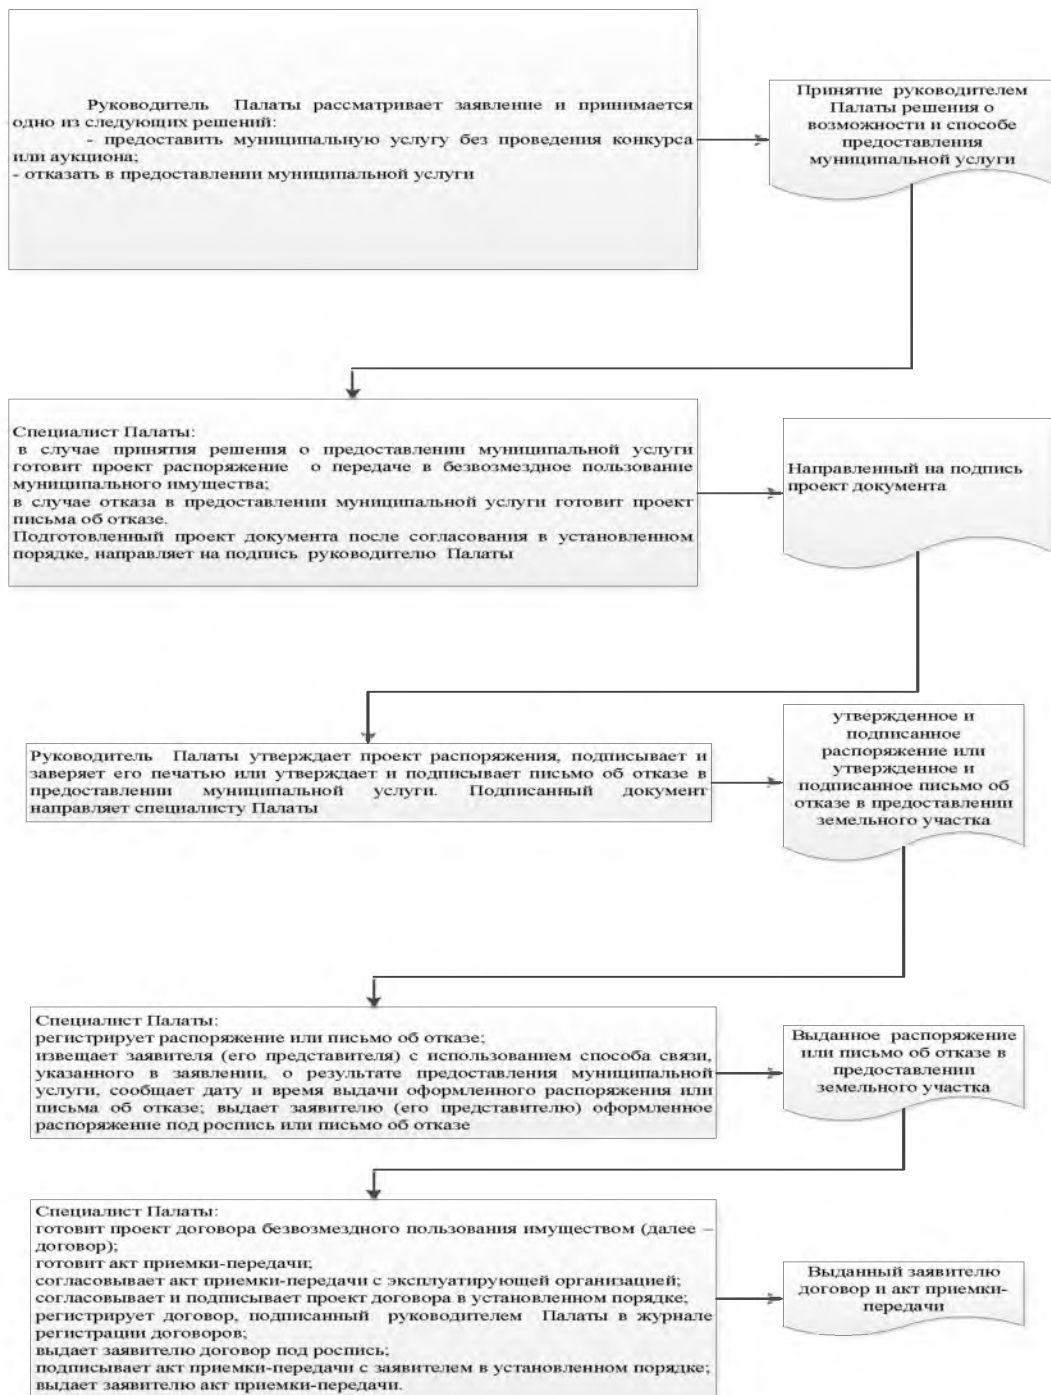 Руководитель Палаты рассматривает заявление и принимается
одно из следующих решений:
- предоставить муниципальную услугу без проведения конкурса
или аукциона;
- отказать в предоставлении муниципальной услуги
Принятие руководителем
Палаты решения о
возможности и способе
предоставления
муниципальной услуги
Специалист Палаты:
в случае принятия решения о предоставлении муниципальной услуги
готовит проект распоряжение о передаче в безвозмездное пользование
муниципального имущества;
в случае отказа в предоставлении муниципальной услуги готовит проект
письма об отказе.
Подготовленный проект документа после согласования в установленном
порядке, направляет на подпись руководителю Палаты
Направленный на подпись
проект документа
Руководитель Палаты утверждает проект распоряжения, подписывает и
заверяет его печатью или утверждает и подписывает письмо об отказе в
предоставлении муниципальной услуги. Подписанный документ
направляет специалисту Палаты
утвержденное и
подписанное
распоряжение или
утвержденное и
подписанное письмо об
отказе в предоставлении
земельного участка
Специалист Палаты:
регистрирует распоряжение или письмо об отказе;
извещает заявителя (его представителя) с использованием способа связи,
указанного в заявлении, о результате предоставления муниципальной
услуги, сообщает дату и время выдачи оформленного распоряжения или
письма об отказе; выдает заявителю (его представителю) оформленное
распоряжение под роспись или письмо об отказе
Выданное распоряжение
или письмо об отказе в
предоставлении
земельного участка
Специалист Палаты:
готовит проект договора безвозмездного пользования имуществом (далее –
договор);
готовит акт приемки-передачи;
согласовывает акт приемки-передачи с эксплуатирующей организацией;
согласовывает и подписывает проект договора в установленном порядке;
регистрирует договор, подписанный руководителем Палаты в журнале
регистрации договоров;
выдает заявителю договор под роспись;
подписывает акт приемки-передачи с заявителем в установленном порядке;
выдает заявителю акт приемки-передачи.
Выданный заявителю
договор и акт приемки-
передачи